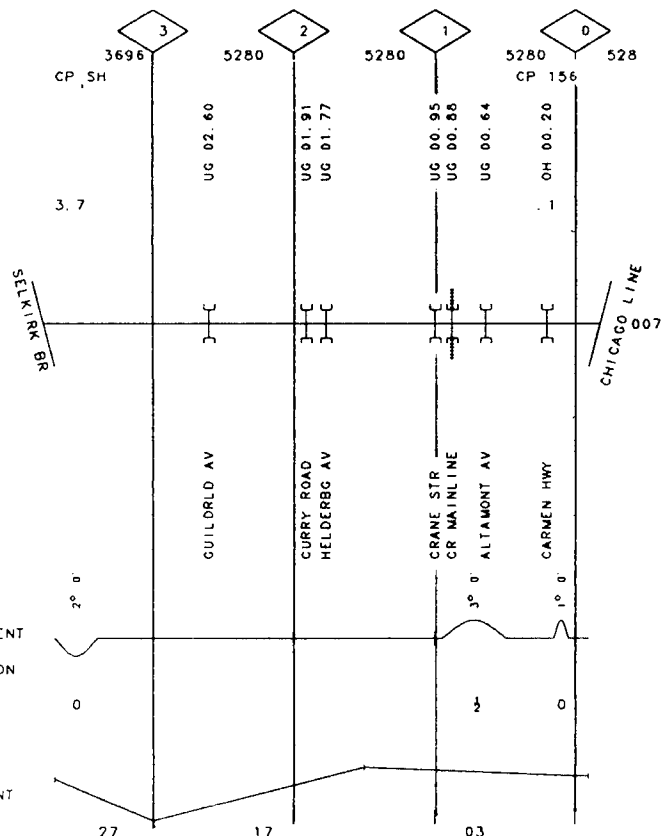 3 2 1 0
3696 5280 5280 5280 528
CP SH CP 156
UG 02.60
UG 01.91
UG 01.77
UG 00.95
UG 00.88
UG 00.64
OH 00.20
3.7 .1
SELKIRK BR
CHICAGO LINE
007
GUILDRLD AV
CURRY ROAD
HELDERBG AV
CRANE STR
CR MAINLINE
ALTAMONT AV
CARMEN HWY
2° 0'
3° 0'
1° 0'
ENT
ON
0 ½ 0
NT
27 17 03